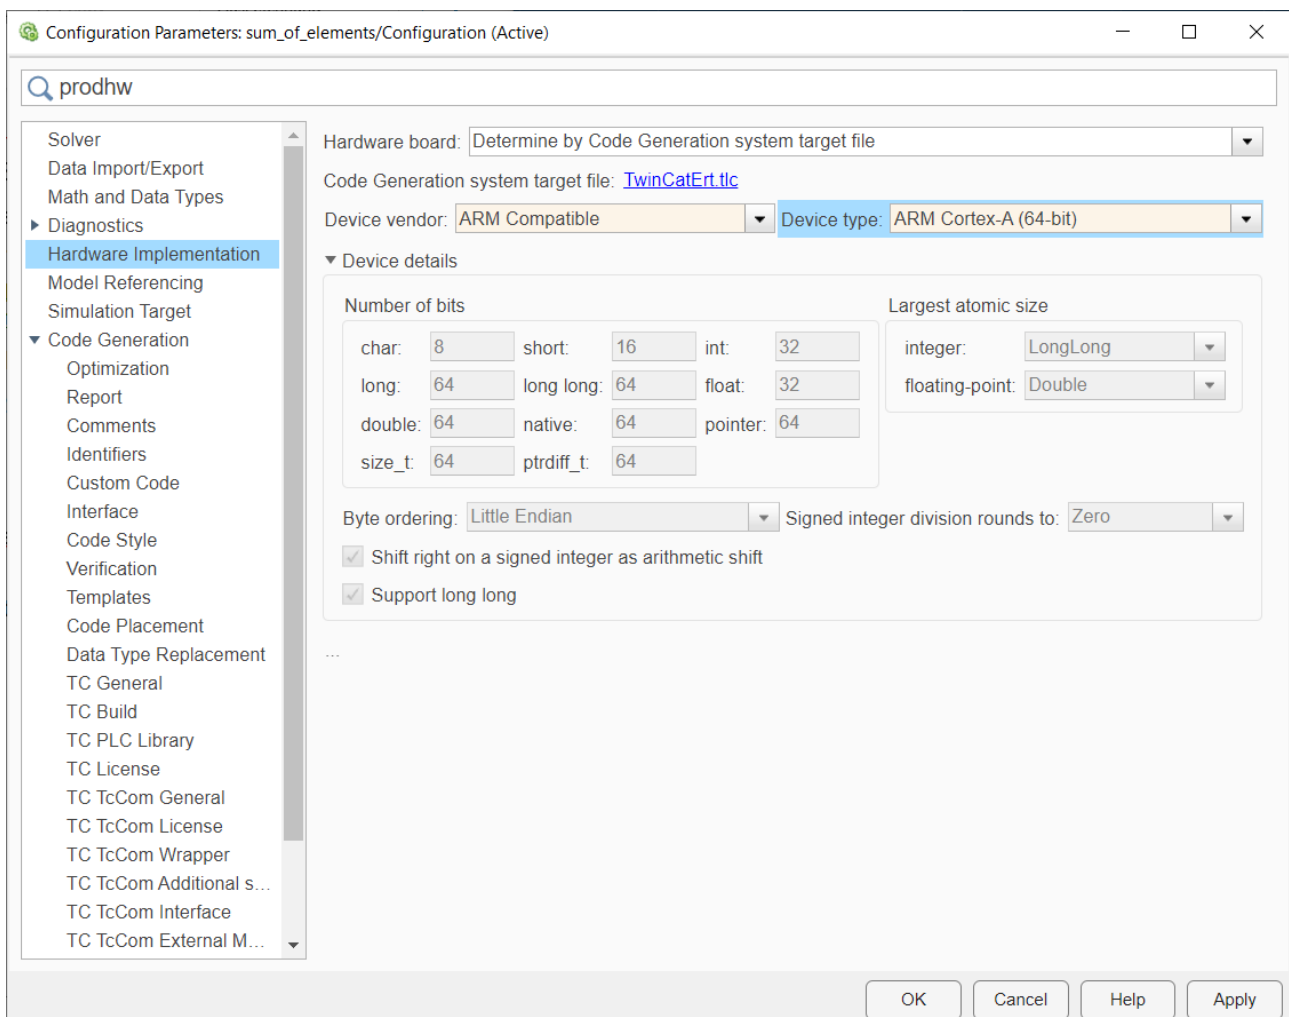 Configuration Parameters: sum_of_elements/Configuration (Active)
prodhw
Solver
Data Import/Export
Math and Data Types
Diagnostics
Hardware Implementation
Model Referencing
Simulation Target
Code Generation
Optimization
Report
Comments
Identifiers
Custom Code
Interface
Code Style
Verification
Templates
Code Placement
Data Type Replacement
TC General
TC Build
TC PLC Library
TC License
TC TcCom General
TC TcCom License
TC TcCom Wrapper
TC TcCom Additional s...
TC TcCom Interface
TC TcCom External M...
Hardware board: Determine by Code Generation system target file
Code Generation system target file: TwinCatErt.tlc
Device vendor: ARM Compatible Device type: ARM Cortex-A (64-bit)
Device details
Number of bits
char: 8 short: 16 int: 32
long: 64 long long: 64 float: 32
double: 64 native: 64 pointer: 64
size_t: 64 ptrdiff_t: 64
Largest atomic size
integer: LongLong
floating-point: Double
Byte ordering: Little Endian Signed integer division rounds to: Zero
Shift right on a signed integer as arithmetic shift
Support long long
...
OK Cancel Help Apply